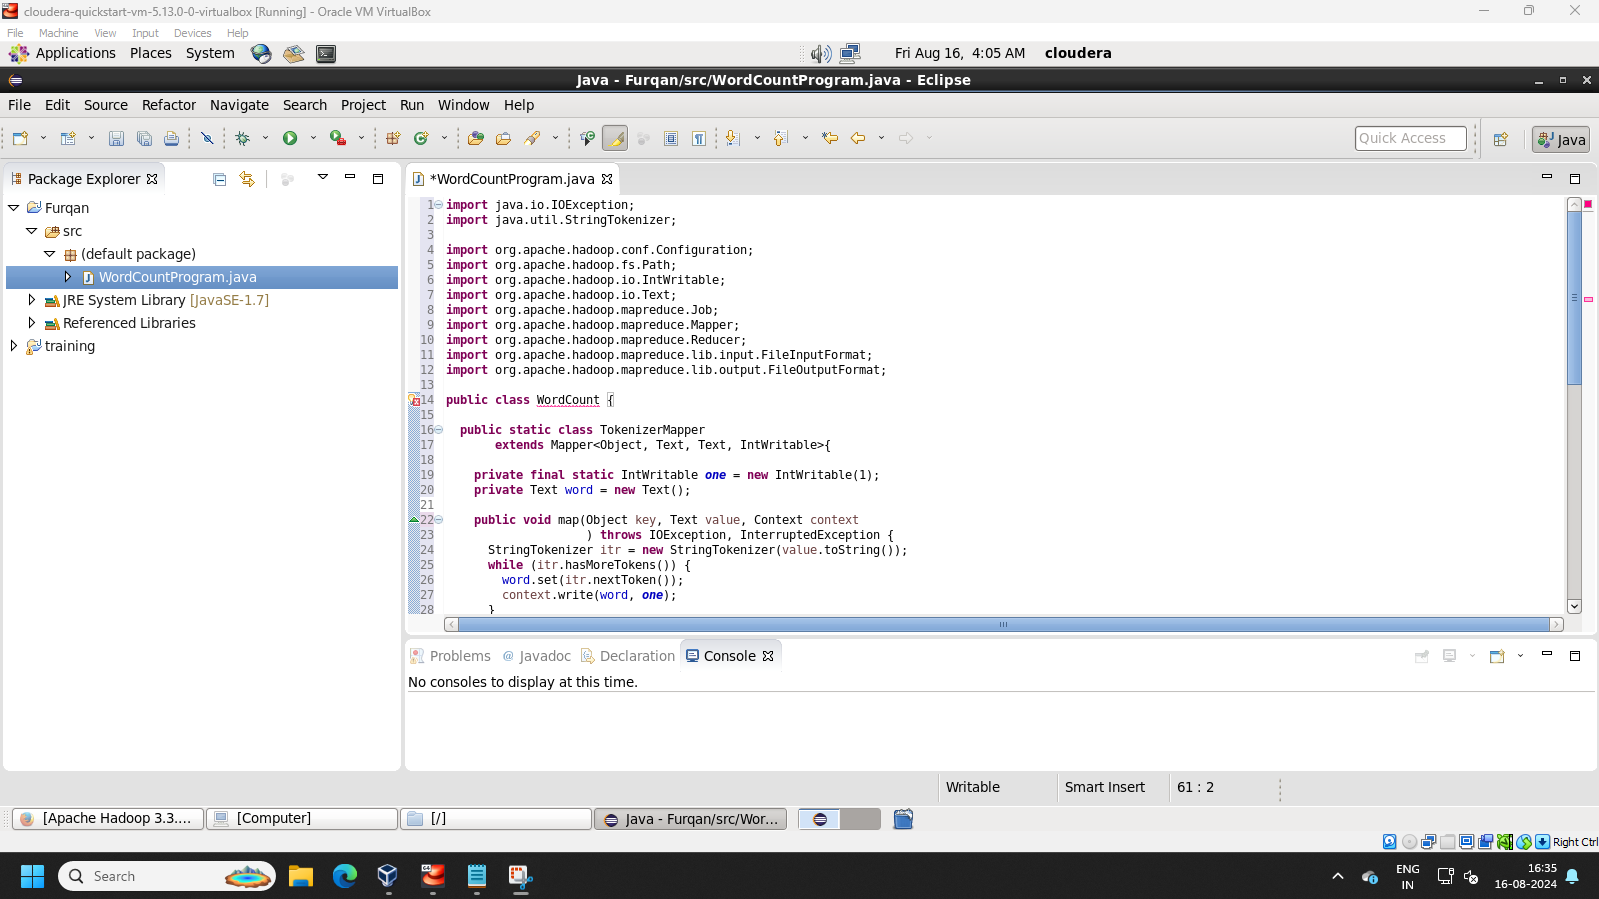 cloudera-quickstart-vm-5.13.0-0-virtualbox [Running] - Oracle VM VirtualBox
File Machine View Input Devices Help
Applications Places System Fri Aug 16, 4:05 AM cloudera
Java - Furqan/src/WordCountProgram.java - Eclipse
File Edit Source Refactor Navigate Search Project Run Window Help
Quick Access Java
Package Explorer
Furqan
src
(default package)
WordCountProgram.java
JRE System Library [JavaSE-1.7]
Referenced Libraries
training
*WordCountProgram.java
1 import java.io.IOException;
2 import java.util.StringTokenizer;
3
4 import org.apache.hadoop.conf.Configuration;
5 import org.apache.hadoop.fs.Path;
6 import org.apache.hadoop.io.IntWritable;
7 import org.apache.hadoop.io.Text;
8 import org.apache.hadoop.mapreduce.Job;
9 import org.apache.hadoop.mapreduce.Mapper;
10 import org.apache.hadoop.mapreduce.Reducer;
11 import org.apache.hadoop.mapreduce.lib.input.FileInputFormat;
12 import org.apache.hadoop.mapreduce.lib.output.FileOutputFormat;
13
14 public class WordCount {
15
16 public static class TokenizerMapper
17 extends Mapper<Object, Text, Text, IntWritable>{
18
19 private final static IntWritable one = new IntWritable(1);
20 private Text word = new Text();
21
22 public void map(Object key, Text value, Context context
23 ) throws IOException, InterruptedException {
24 StringTokenizer itr = new StringTokenizer(value.toString());
25 while (itr.hasMoreTokens()) {
26 word.set(itr.nextToken());
27 context.write(word, one);
28 }
Problems Javadoc Declaration Console
No consoles to display at this time.
Writable Smart Insert 61 : 2
[Apache Hadoop 3.3.... [Computer] [/] Java - Furqan/src/Wor...
Right Ctrl
Search ENG IN 16:35 16-08-2024